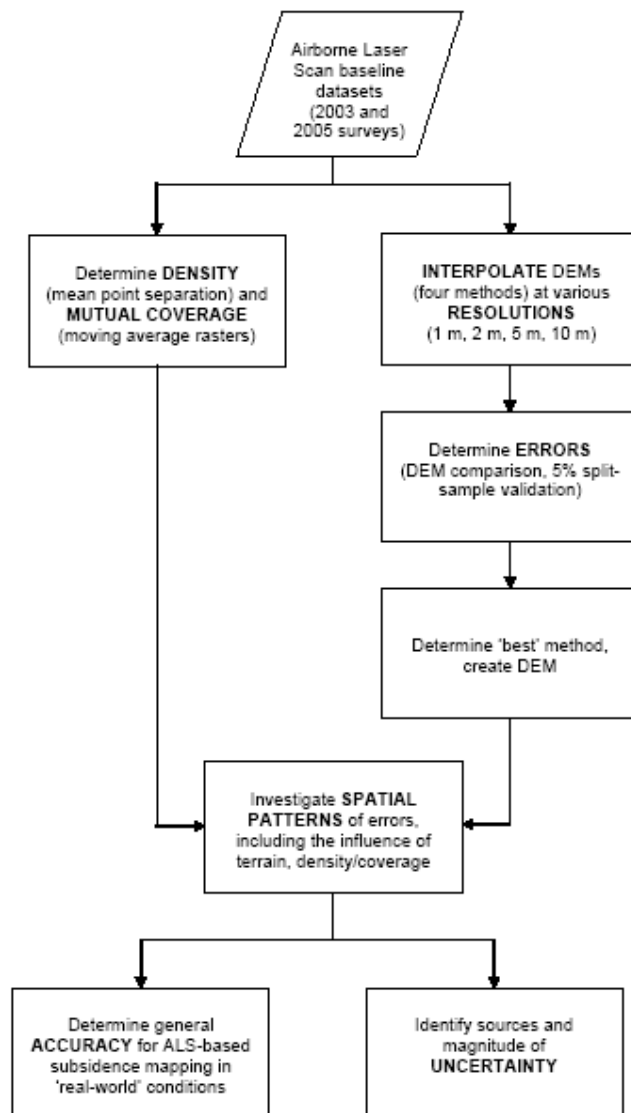 Airborne Laser
Scan baseline
datasets
(2003 and
2005 surveys)
Determine DENSITY
(mean point separation) and
MUTUAL COVERAGE
(moving average rasters)
INTERPOLATE DEMs
(four methods) at various
RESOLUTIONS
(1 m, 2 m, 5 m, 10 m)
Determine ERRORS
(DEM comparison, 5% split-
sample validation)
Determine 'best' method,
create DEM
Investigate SPATIAL
PATTERNS of errors,
including the influence of
terrain, density/coverage
Determine general
ACCURACY for ALS-based
subsidence mapping in
'real-world' conditions
Identify sources and
magnitude of
UNCERTAINTY